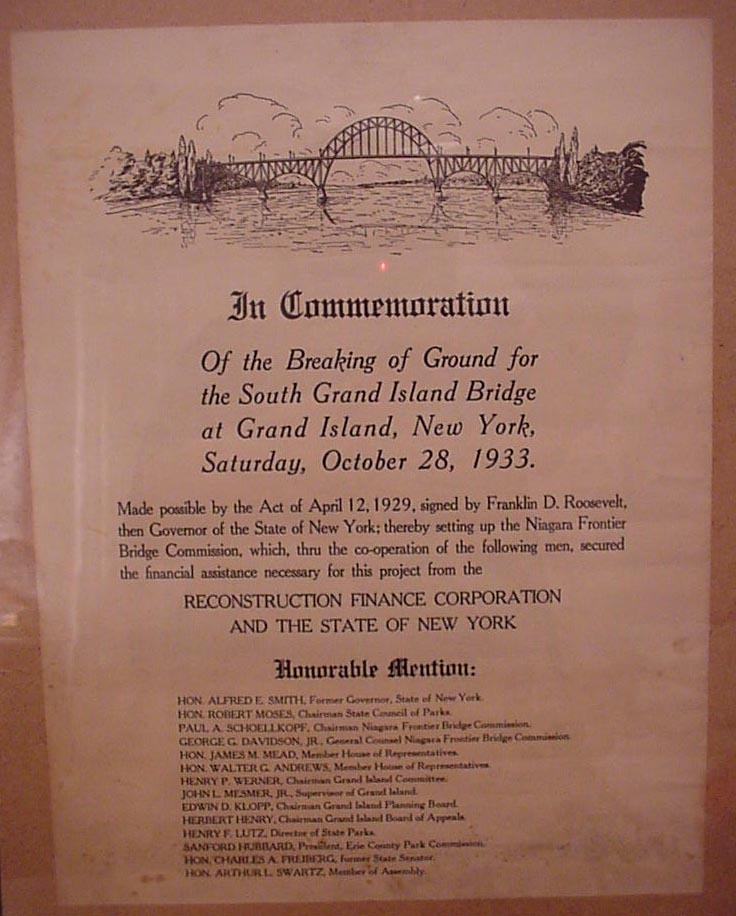 In Commemoration
Of the Breaking of Ground for
the South Grand Island Bridge
at Grand Island, New York,
Saturday, October 28, 1933.
Made possible by the Act of April 12, 1929, signed by Franklin D. Roosevelt,
then Governor of the State of New York; thereby setting up the Niagara Frontier
Bridge Commission, which, thru the co-operation of the following men, secured
the financial assistance necessary for this project from the
RECONSTRUCTION FINANCE CORPORATION
AND THE STATE OF NEW YORK
Honorable Mention:
HON. ALFRED E. SMITH, Former Governor, State of New York.
HON. ROBERT MOSES, Chairman State Council of Parks.
PAUL A. SCHOELLKOPF, Chairman Niagara Frontier Bridge Commission.
GEORGE G. DAVIDSON, JR., General Counsel Niagara Frontier Bridge Commission.
HON. JAMES M. MEAD, Member House of Representatives.
HON. WALTER G. ANDREWS, Member House of Representatives.
HENRY P. WERNER, Chairman Grand Island Committee.
JOHN L. MESMER, JR., Supervisor of Grand Island.
EDWIN D. KLOPP, Chairman Grand Island Planning Board.
HERBERT HENRY, Chairman Grand Island Board of Appeals.
HENRY F. LUTZ, Director of State Parks.
SANFORD HUBBARD, President, Erie County Park Commission.
HON. CHARLES A. FREIBERG, former State Senator.
HON. ARTHUR L. SWARTZ, Member of Assembly.